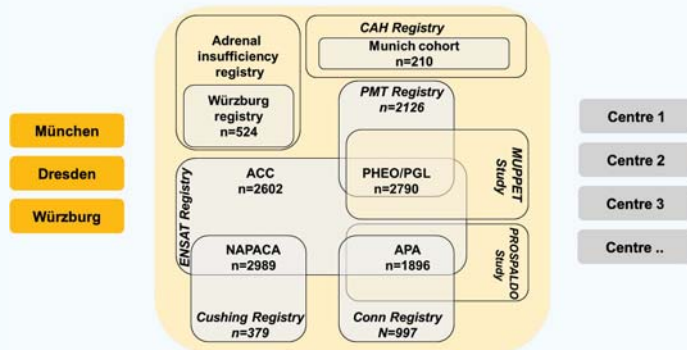 Adrenal
insufficiency
registry
Würzburg
registry
n=524
CAH Registry
Munich cohort
n=210
PMT Registry
n=2126
München
Dresden
Würzburg
ENSAT Registry
ACC
n=2602
PHEO/PGL
n=2790
MUPPET
Study
NAPACA
n=2989
APA
n=1896
PROSPALDO
Study
Cushing Registry
n=379
Conn Registry
N=997
Centre 1
Centre 2
Centre 3
Centre ..